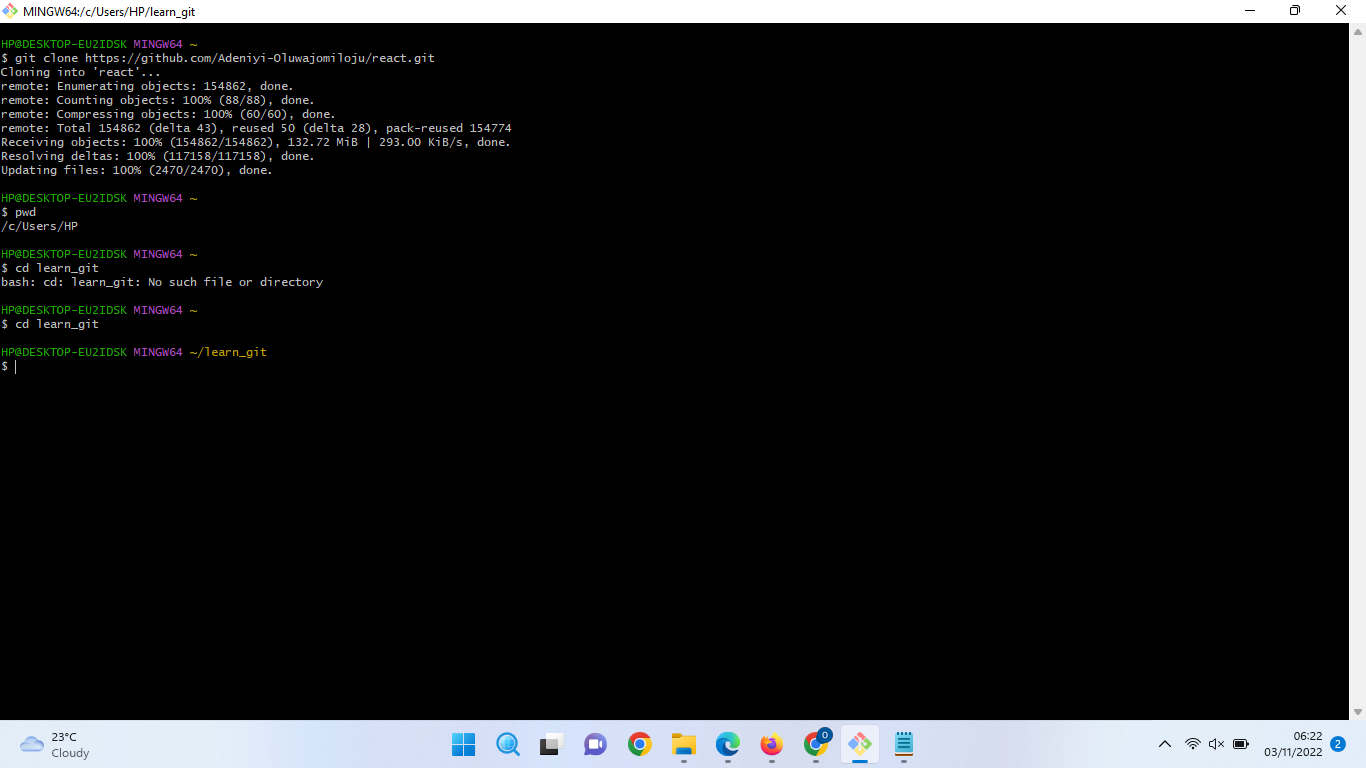 MINGW64:/c/Users/HP/learn_git
HP@DESKTOP-EU2IDSK MINGW64 ~
$ git clone https://github.com/Adeniyi-Oluwajomiloju/react.git
Cloning into 'react'...
remote: Enumerating objects: 154862, done.
remote: Counting objects: 100% (88/88), done.
remote: Compressing objects: 100% (60/60), done.
remote: Total 154862 (delta 43), reused 50 (delta 28), pack-reused 154774
Receiving objects: 100% (154862/154862), 132.72 MiB | 293.00 KiB/s, done.
Resolving deltas: 100% (117158/117158), done.
Updating files: 100% (2470/2470), done.
HP@DESKTOP-EU2IDSK MINGW64 ~
$ pwd
/c/Users/HP
HP@DESKTOP-EU2IDSK MINGW64 ~
$ cd learn_git
bash: cd: learn_git: No such file or directory
HP@DESKTOP-EU2IDSK MINGW64 ~
$ cd learn_git
HP@DESKTOP-EU2IDSK MINGW64 ~/learn_git
$
23°C
Cloudy
0
06:22
03/11/2022
2